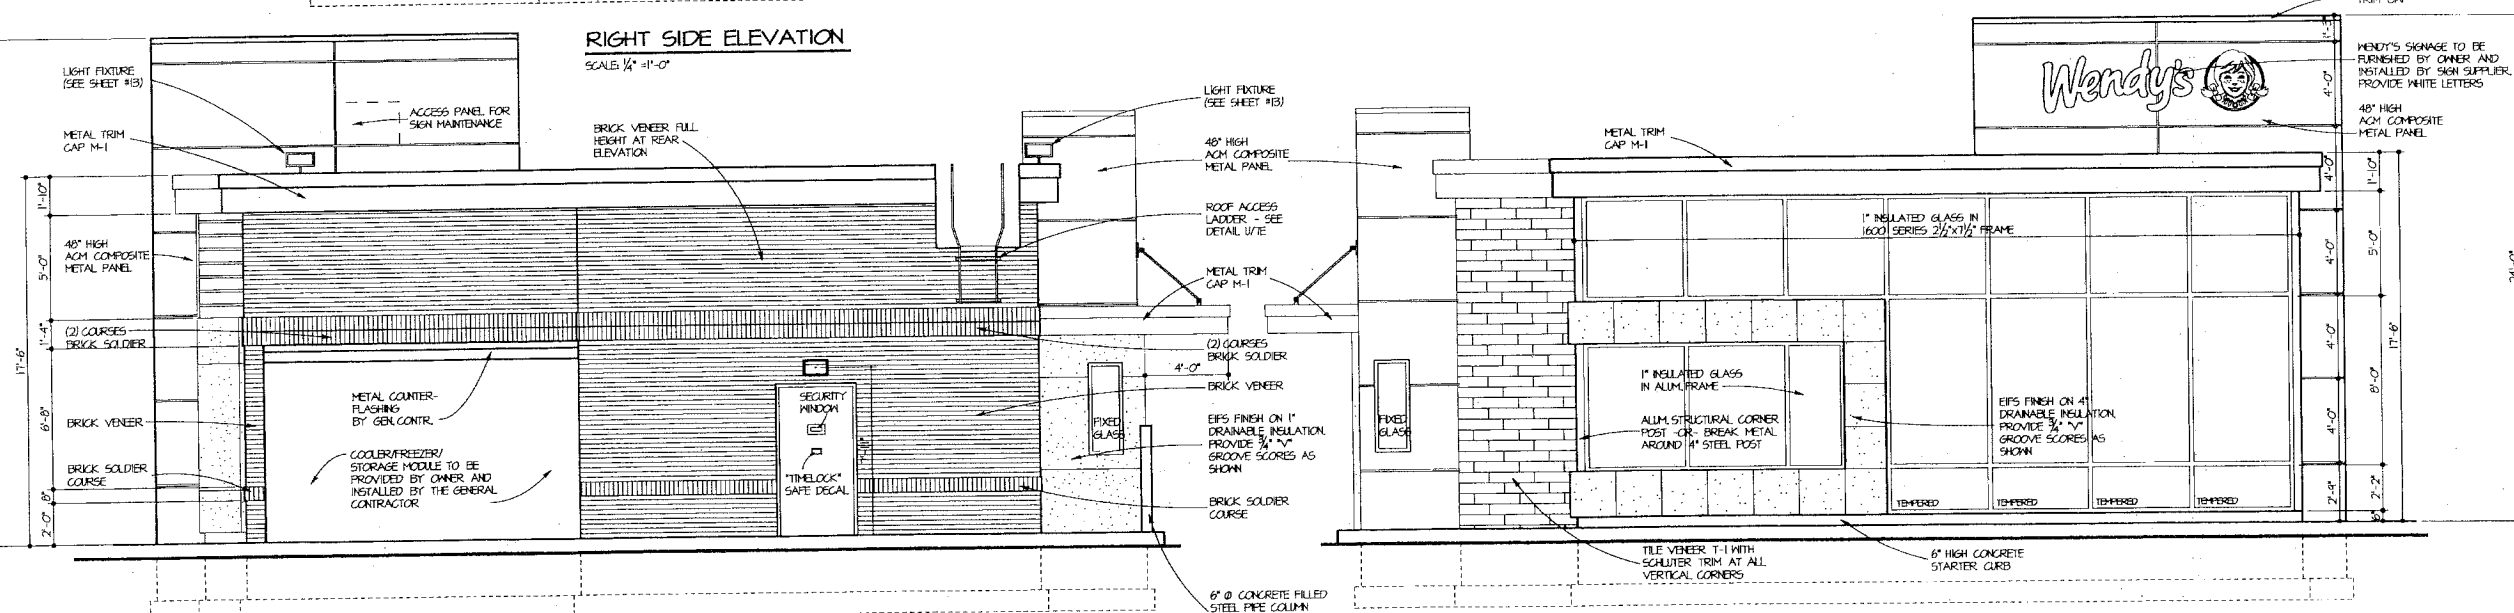 RIGHT SIDE ELEVATION
SCALE: 1/4" =1'-0"
LIGHT FIXTURE
(SEE SHEET #13)
ACCESS PANEL FOR
SIGN MAINTENANCE
METAL TRIM
CAP M-1
BRICK VENEER FULL
HEIGHT AT REAR
ELEVATION
48" HIGH
ACM COMPOSITE
METAL PANEL
(2) COURSES
BRICK SOLDIER
BRICK VENEER
BRICK SOLDIER
COURSE
1'-10"
5'-0"
1'-4"
6'-8"
8"
2'-0"
17'-6"
METAL COUNTER-
FLASHING
BY GEN. CONTR.
COOLER/FREEZER/
STORAGE MODULE TO BE
PROVIDED BY OWNER AND
INSTALLED BY THE GENERAL
CONTRACTOR
SECURITY
WINDOW
"TIMELOCK"
SAFE DECAL
FIXED
GLASS
4'-0"
LIGHT FIXTURE
(SEE SHEET #13)
48" HIGH
ACM COMPOSITE
METAL PANEL
ROOF ACCESS
LADDER - SEE
DETAIL U/7E
METAL TRIM
CAP M-1
(2) COURSES
BRICK SOLDIER
BRICK VENEER
EIFS FINISH ON 1"
DRAINABLE INSULATION.
PROVIDE 3/4" "V"
GROOVE SCORES AS
SHOWN
BRICK SOLDIER
COURSE
6" Ø CONCRETE FILLED
STEEL PIPE COLUMN
METAL TRIM
CAP M-1
Wendy's
WENDY'S SIGNAGE TO BE
FURNISHED BY OWNER AND
INSTALLED BY SIGN SUPPLIER.
PROVIDE WHITE LETTERS
48" HIGH
ACM COMPOSITE
METAL PANEL
1" INSULATED GLASS IN
1600 SERIES 2 1/2"x7 1/2" FRAME
FIXED
GLASS
1" INSULATED GLASS
IN ALUM. FRAME
ALUM. STRUCTURAL CORNER
POST -OR- BREAK METAL
AROUND 4" STEEL POST
EIFS FINISH ON 4"
DRAINABLE INSULATION.
PROVIDE 3/4" "V"
GROOVE SCORES AS
SHOWN
TEMPERED
TEMPERED
TEMPERED
TEMPERED
TILE VENEER T-1 WITH
SCHLUTER TRIM AT ALL
VERTICAL CORNERS
6" HIGH CONCRETE
STARTER CURB
4'-0"
4'-0"
4'-0"
4'-0"
4'-0"
2'-9"
1'-10"
5'-0"
8'-0"
2'-2"
6"
17'-6"